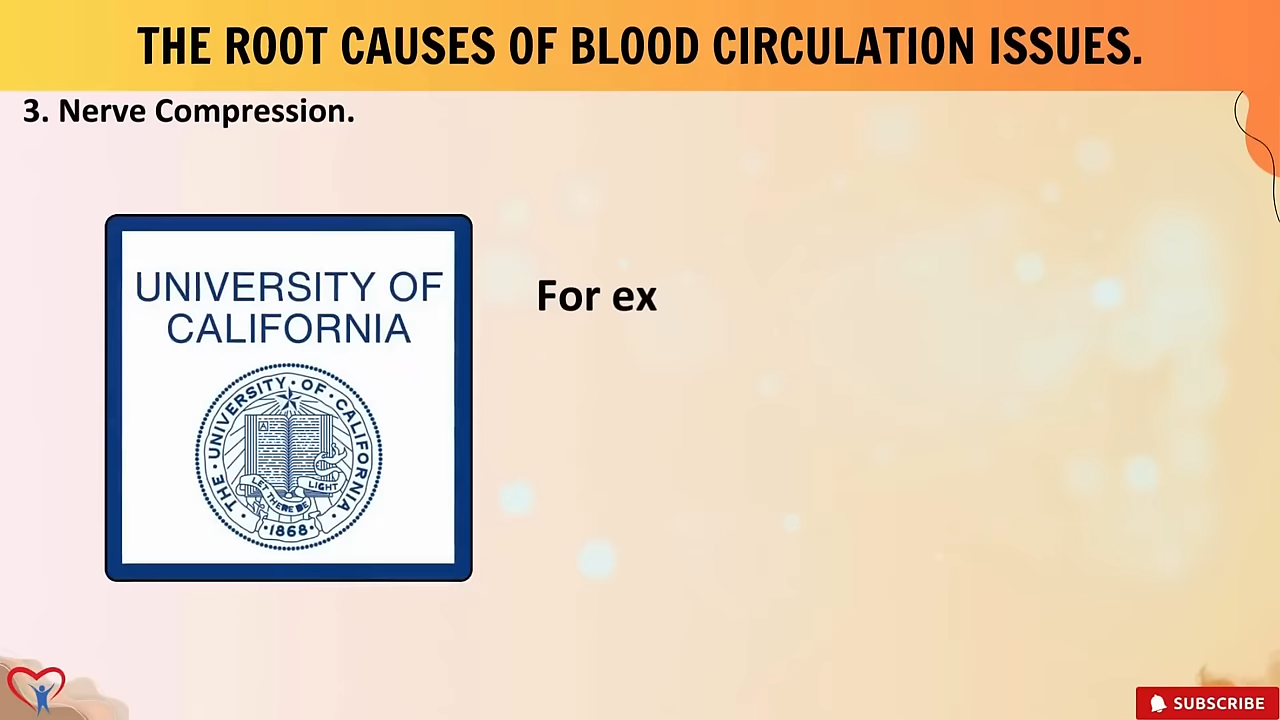 THE ROOT CAUSES OF BLOOD CIRCULATION ISSUES.
3. Nerve Compression.
UNIVERSITY OF
CALIFORNIA
THE · UNIVERSITY · OF · CALIFORNIA ·
A
LET THERE BE LIGHT
·1868·
For ex
SUBSCRIBE